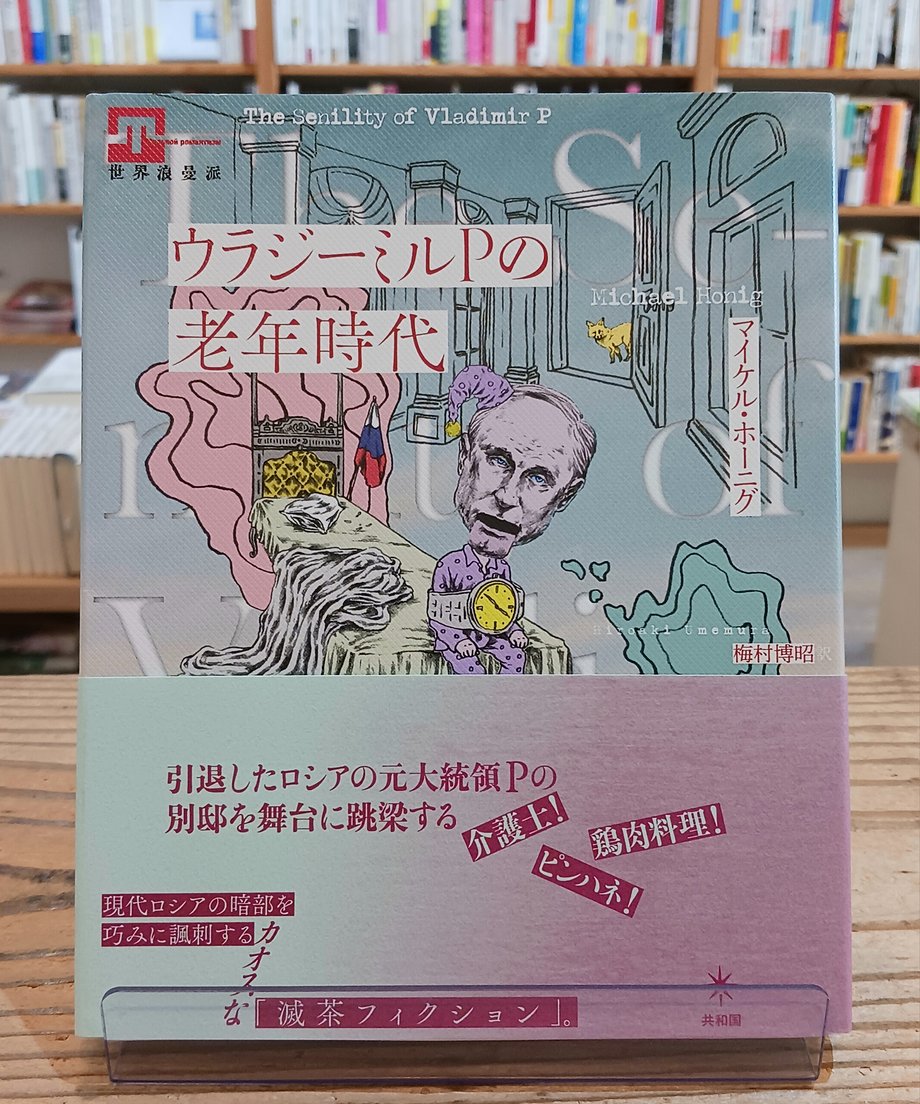 The Senility of Vladimir P
世界浪曼派
ウラジーミルPの
老年時代
Michael Honig
マイケル・ホーニグ
Hiroaki Umemura
梅村博昭訳
引退したロシアの元大統領Pの
別邸を舞台に跳梁する
介護士!
鶏肉料理!
ピンハネ!
現代ロシアの暗部を
巧みに諷刺する
カオスな
「滅茶フィクション」。
共和国